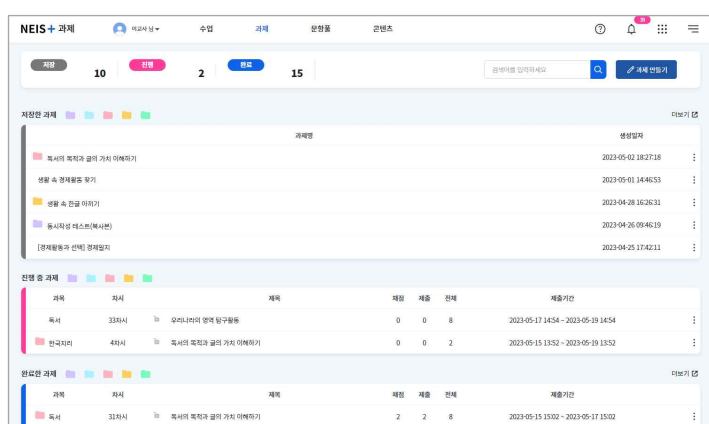 NEIS+ 과제 이교사 님 수업 과제 문항풀 콘텐츠
저장 10 진행 2 완료 15 검색어를 입력하세요 과제 만들기
저장한 과제 더보기
과제명 생성일자
독서의 목적과 글의 가치 이해하기 2023-05-02 18:27:18
생활 속 경제활동 찾기 2023-05-01 14:46:53
생활 속 한글 아끼기 2023-04-28 16:26:31
동시작성 테스트(복사본) 2023-04-26 09:46:19
[경제활동과 선택] 경제일지 2023-04-25 17:42:11
진행 중 과제
과목 차시 제목 채점 제출 전체 제출기간
독서 33차시 우리나라의 영역 탐구활동 0 0 8 2023-05-17 14:54 ~ 2023-05-19 14:54
한국지리 4차시 독서의 목적과 글의 가치 이해하기 0 0 2 2023-05-15 13:52 ~ 2023-05-19 13:52
완료한 과제 더보기
과목 차시 제목 채점 제출 전체 제출기간
독서 31차시 독서의 목적과 글의 가치 이해하기 2 2 8 2023-05-15 15:02 ~ 2023-05-17 15:02